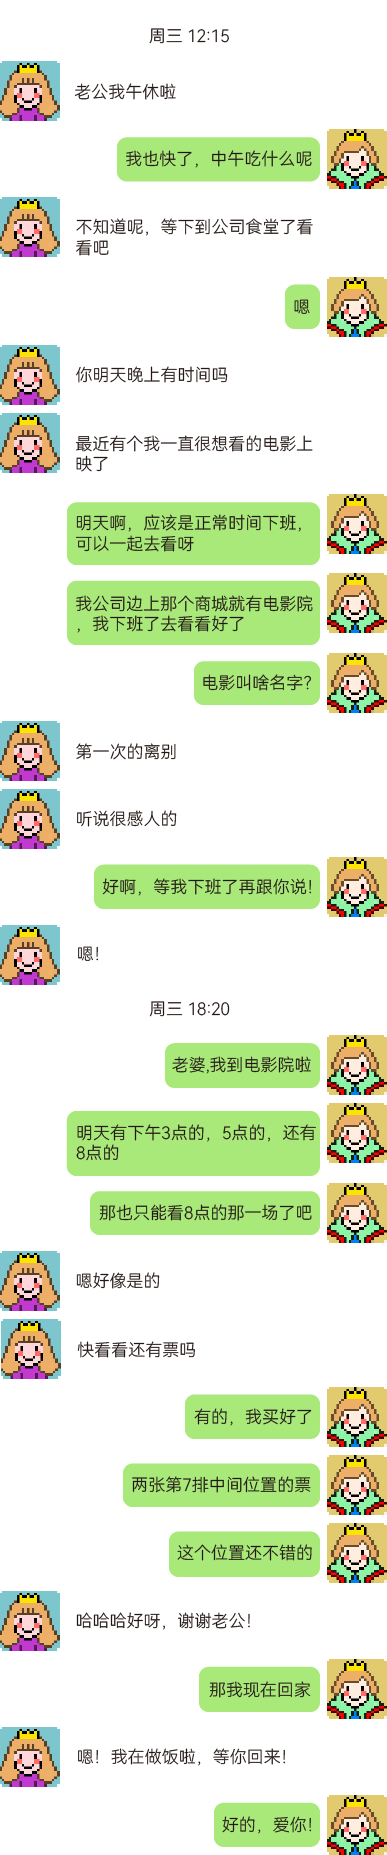 周三 12:15
老公我午休啦
我也快了，中午吃什么呢
不知道呢，等下到公司食堂了看
看吧
嗯
你明天晚上有时间吗
最近有个我一直很想看的电影上
映了
明天啊，应该是正常时间下班，
可以一起去看呀
我公司边上那个商城就有电影院
，我下班了去看看好了
电影叫啥名字?
第一次的离别
听说很感人的
好啊，等我下班了再跟你说!
嗯!
周三 18:20
老婆,我到电影院啦
明天有下午3点的，5点的，还有
8点的
那也只能看8点的那一场了吧
嗯好像是的
快看看还有票吗
有的，我买好了
两张第7排中间位置的票
这个位置还不错的
哈哈哈好呀，谢谢老公!
那我现在回家
嗯! 我在做饭啦，等你回来!
好的，爱你!